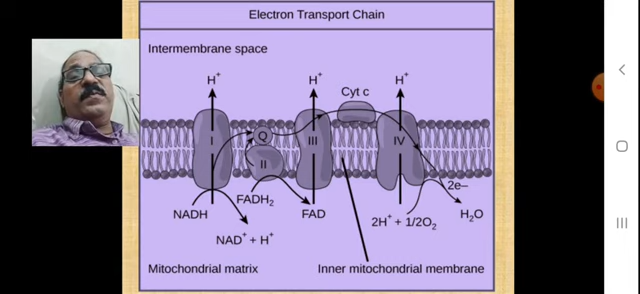 Electron Transport Chain
Intermembrane space
H+ H+ H+
Cyt c
I Q III IV
II
2e–
FADH2
NADH FAD 2H+ + 1/2O2 H2O
NAD+ + H+
Mitochondrial matrix Inner mitochondrial membrane